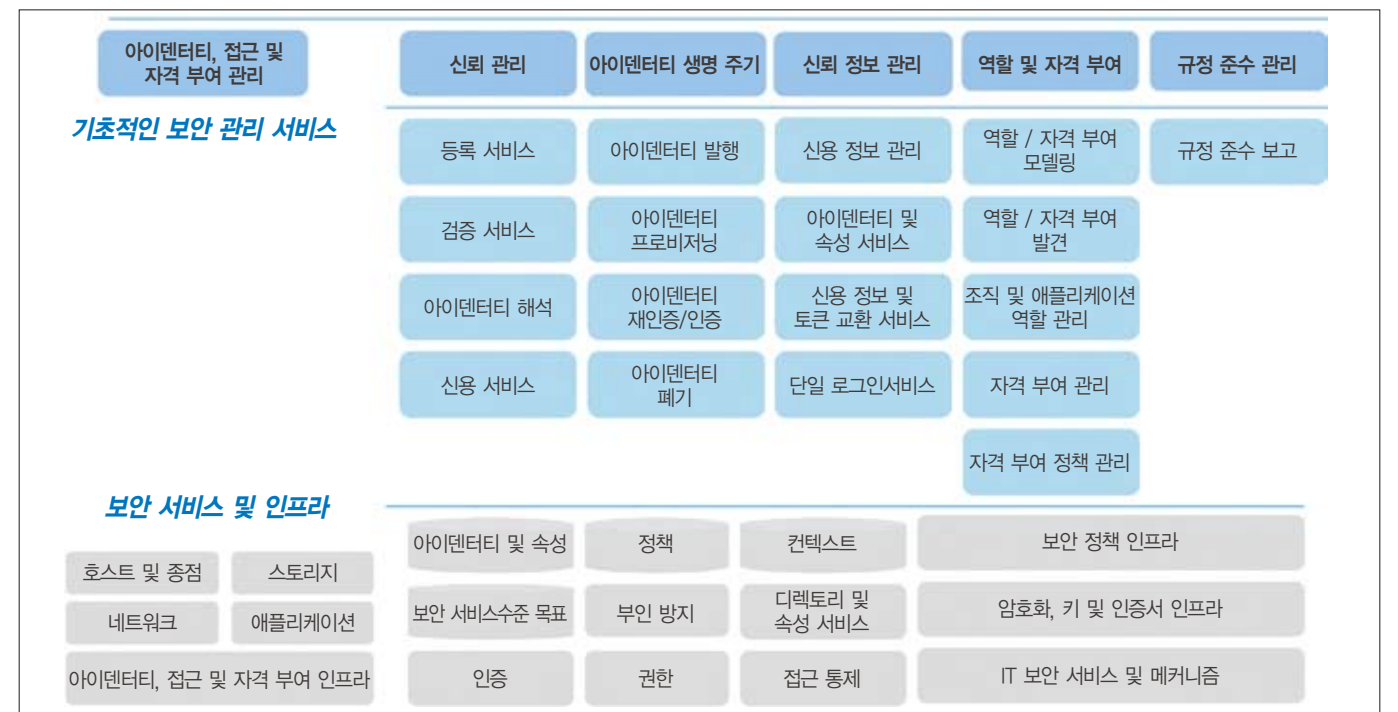 아이덴터티, 접근 및
자격 부여 관리
신뢰 관리
아이덴터티 생명 주기
신뢰 정보 관리
역할 및 자격 부여
규정 준수 관리
기초적인 보안 관리 서비스
등록 서비스
아이덴터티 발행
신용 정보 관리
역할 / 자격 부여
모델링
규정 준수 보고
검증 서비스
아이덴터티
프로비저닝
아이덴터티 및
속성 서비스
역할 / 자격 부여
발견
아이덴터티 해석
아이덴터티
재인증/인증
신용 정보 및
토큰 교환 서비스
조직 및 애플리케이션
역할 관리
신용 서비스
아이덴터티
폐기
단일 로그인서비스
자격 부여 관리
자격 부여 정책 관리
보안 서비스 및 인프라
호스트 및 종점
스토리지
네트워크
애플리케이션
아이덴터티, 접근 및 자격 부여 인프라
아이덴터티 및 속성
정책
컨텍스트
보안 정책 인프라
보안 서비스수준 목표
부인 방지
디렉토리 및
속성 서비스
암호화, 키 및 인증서 인프라
인증
권한
접근 통제
IT 보안 서비스 및 메커니즘